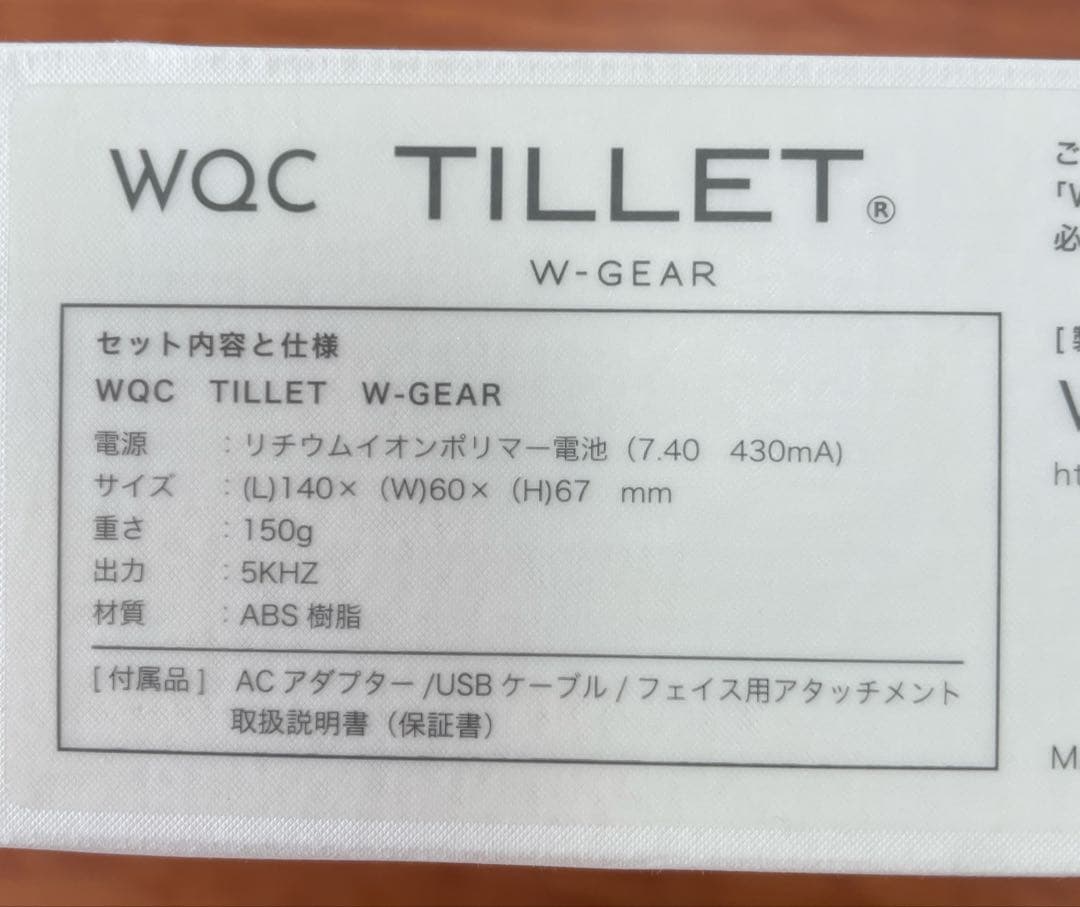 WQC TILLET®
W-GEAR
セット内容と仕様
WQC TILLET W-GEAR
電源 : リチウムイオンポリマー電池（7.40 430mA)
サイズ : (L)140×（W)60×（H)67 mm
重さ : 150g
出力 : 5KHZ
材質 : ABS 樹脂
[ 付属品 ] AC アダプター /USB ケーブル / フェイス用アタッチメント
取扱説明書（保証書）
ご
「W
必
[
ht
M